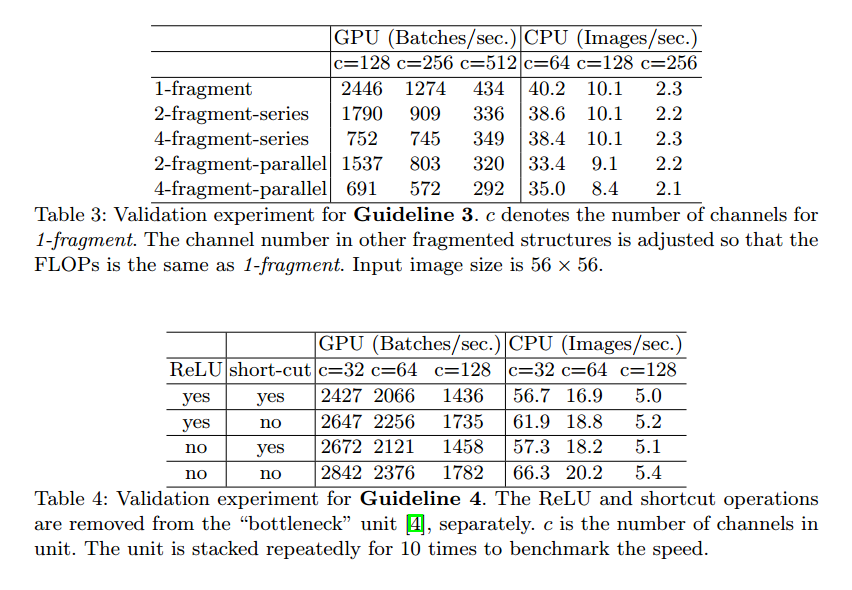 GPU (Batches/sec.) CPU (Images/sec.)
c=128 c=256 c=512 c=64 c=128 c=256
1-fragment 2446 1274 434 40.2 10.1 2.3
2-fragment-series 1790 909 336 38.6 10.1 2.2
4-fragment-series 752 745 349 38.4 10.1 2.3
2-fragment-parallel 1537 803 320 33.4 9.1 2.2
4-fragment-parallel 691 572 292 35.0 8.4 2.1
Table 3: Validation experiment for Guideline 3. c denotes the number of channels for
1-fragment. The channel number in other fragmented structures is adjusted so that the
FLOPs is the same as 1-fragment. Input image size is 56 × 56.
GPU (Batches/sec.) CPU (Images/sec.)
ReLU short-cut c=32 c=64 c=128 c=32 c=64 c=128
yes yes 2427 2066 1436 56.7 16.9 5.0
yes no 2647 2256 1735 61.9 18.8 5.2
no yes 2672 2121 1458 57.3 18.2 5.1
no no 2842 2376 1782 66.3 20.2 5.4
Table 4: Validation experiment for Guideline 4. The ReLU and shortcut operations
are removed from the “bottleneck” unit [4], separately. c is the number of channels in
unit. The unit is stacked repeatedly for 10 times to benchmark the speed.